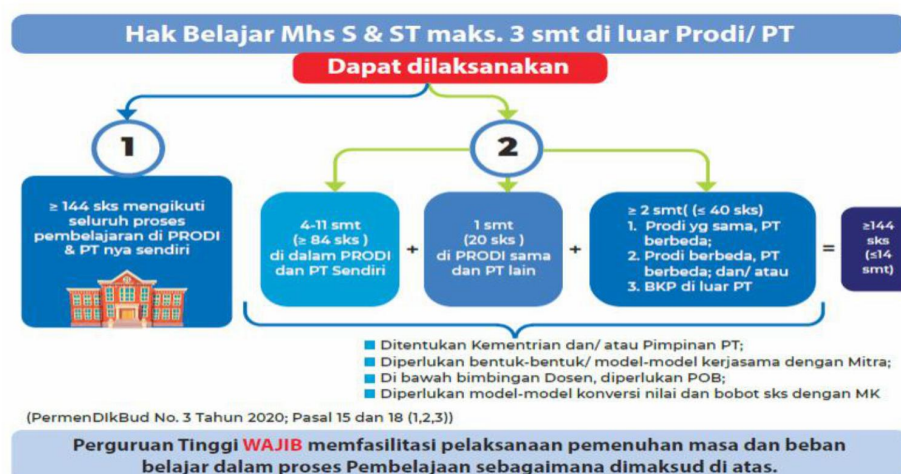 Hak Belajar Mhs S & ST maks. 3 smt di luar Prodi/ PT
Dapat dilaksanakan
1
≥ 144 sks mengikuti
seluruh proses
pembelajaran di PRODI
& PT nya sendiri
2
4-11 smt
(≥ 84 sks )
di dalam PRODI
dan PT Sendiri
+
1 smt
(20 sks )
di PRODI sama
dan PT lain
+
≥ 2 smt( (≤ 40 sks)
1. Prodi yg sama, PT
berbeda;
2. Prodi berbeda, PT
berbeda; dan/ atau
3. BKP di luar PT
=
≥144
sks
(≤14
smt)
Ditentukan Kementrian dan/ atau Pimpinan PT;
Diperlukan bentuk-bentuk/ model-model kerjasama dengan Mitra;
Di bawah bimbingan Dosen, diperlukan POB;
Diperlukan model-model konversi nilai dan bobot sks dengan MK
(PermenDIkBud No. 3 Tahun 2020; Pasal 15 dan 18 (1,2,3))
Perguruan Tinggi WAJIB memfasilitasi pelaksanaan pemenuhan masa dan beban
belajar dalam proses Pembelajaan sebagaimana dimaksud di atas.